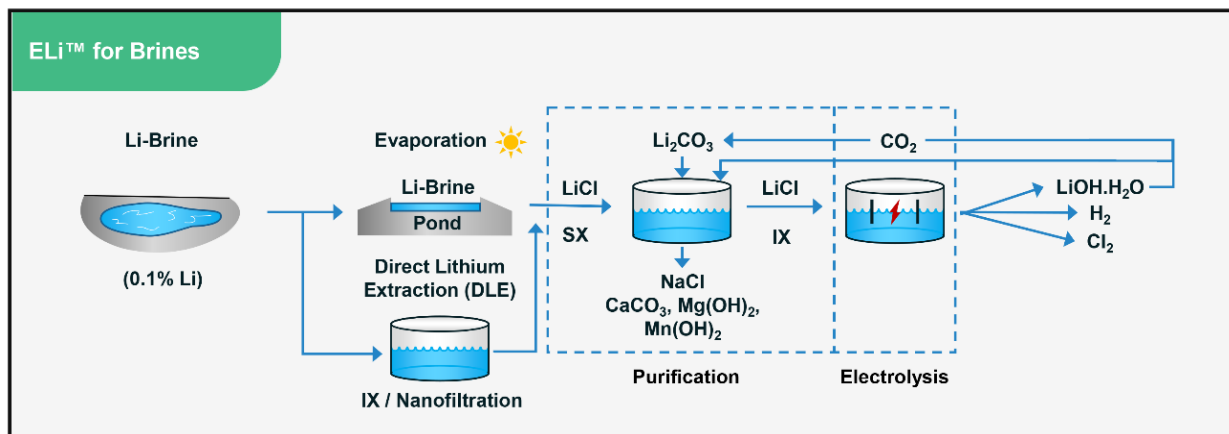 ELi™ for Brines
Li-Brine
(0.1% Li)
Evaporation
Li-Brine
Pond
Direct Lithium
Extraction (DLE)
IX / Nanofiltration
LiCl
SX
Li₂CO₃
NaCl
CaCO₃, Mg(OH)₂,
Mn(OH)₂
Purification
LiCl
IX
CO₂
Electrolysis
LiOH.H₂O
H₂
Cl₂